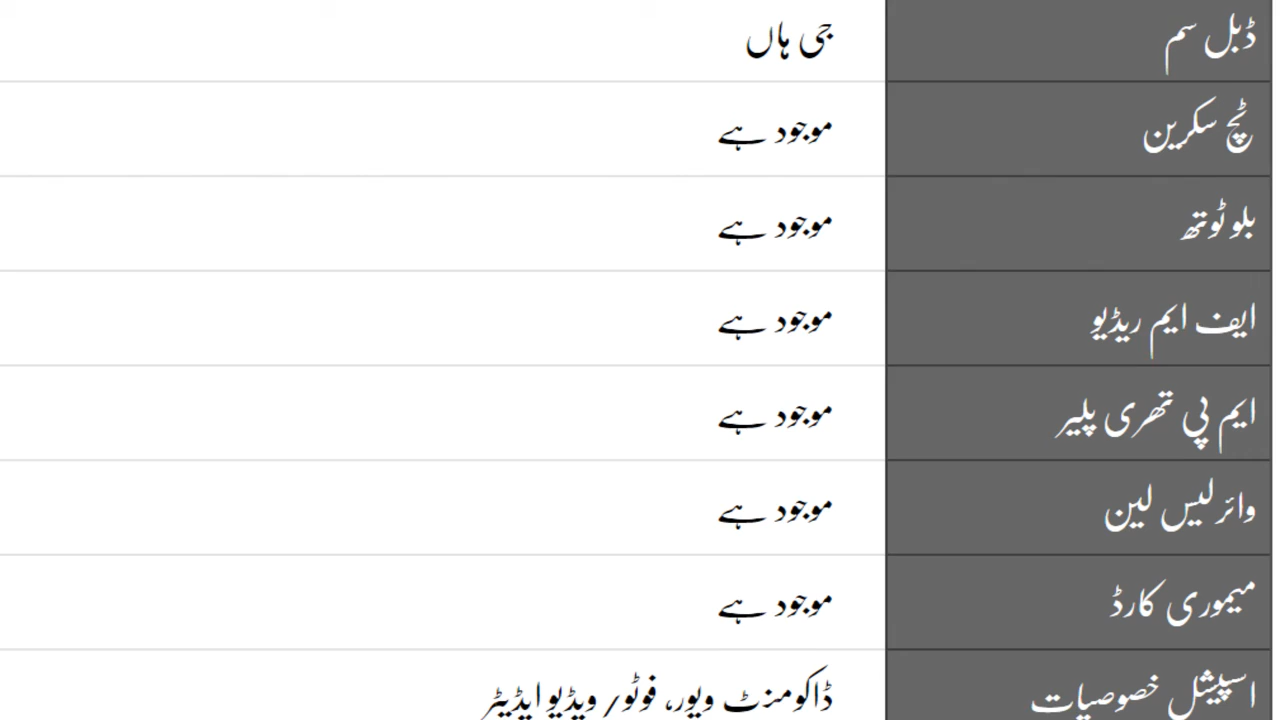 ڈبل سم جی ہاں
ٹچ سکرین موجود ہے
بلوٹوتھ موجود ہے
ایف ایم ریڈیو موجود ہے
ایم پی تھری پلیر موجود ہے
وائرلیس لین موجود ہے
میموری کارڈ موجود ہے
اسپیشل خصوصیات ڈاکومنٹ ویور، فوٹو/ ویڈیو ایڈیٹر